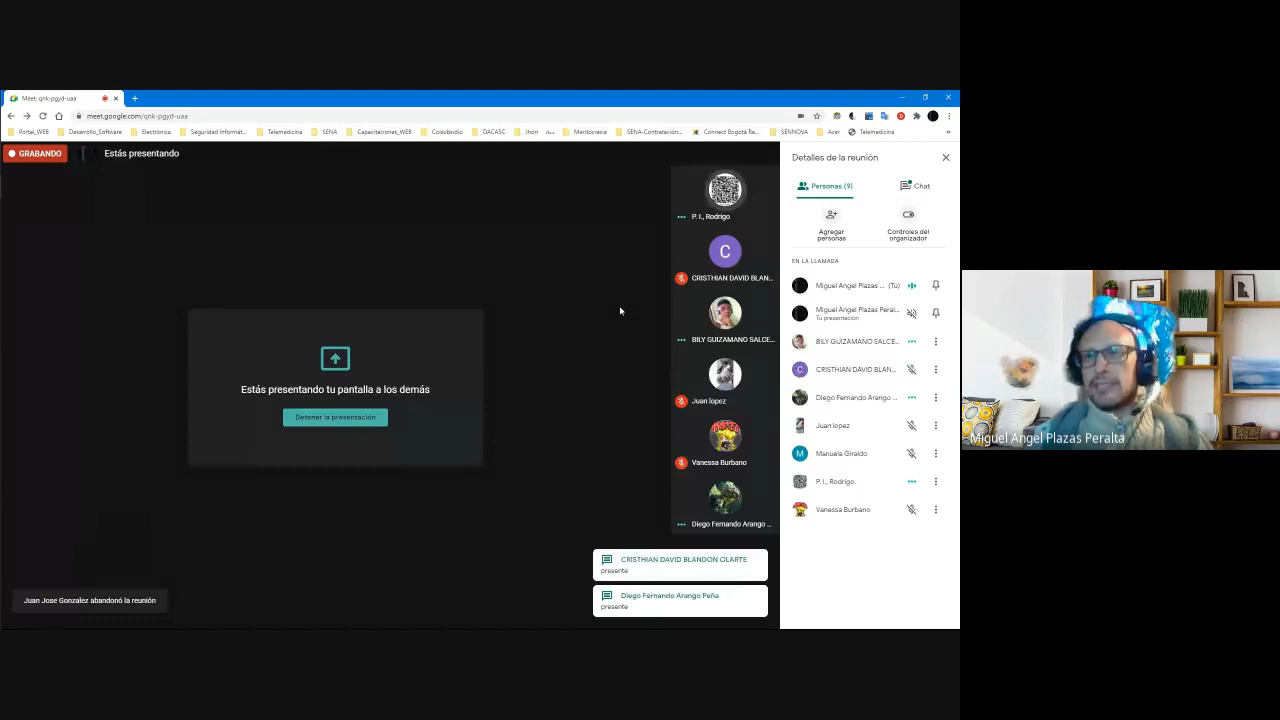 Meet: qnk-pgyd-uaa
meet.google.com/qnk-pgyd-uaa
Portal_WEB
Desarrollo_Software
Electrónica
Seguridad Informat...
Telemedicina
SENA
Capacitaciones_WEB
Colsubsidio
DACASC
Jhon
Meritocracia
SENA-Contratación...
Connect Bogotá Re...
SENNOVA
Acer
Telemedicina
»
GRABANDO
Estás presentando
Estás presentando tu pantalla a los demás
Detener la presentación
Juan Jose Gonzalez abandonó la reunión
P. I., Rodrigo
C
CRISTHIAN DAVID BLAN...
BILY GUIZAMANO SALCE...
Juan lopez
Vanessa Burbano
Diego Fernando Arango ...
CRISTHIAN DAVID BLANDON OLARTE
presente
Diego Fernando Arango Peña
presente
Detalles de la reunión
Personas (9)
Chat
Agregar
personas
Controles del
organizador
EN LA LLAMADA
Miguel Angel Plazas ... (Tú)
Miguel Angel Plazas Peral...
Tu presentación
BILY GUIZAMANO SALCE...
C
CRISTHIAN DAVID BLAN...
Diego Fernando Arango ...
Juan lopez
M
Manuela Giraldo
P. I., Rodrigo
Vanessa Burbano
Miguel Angel Plazas Peralta